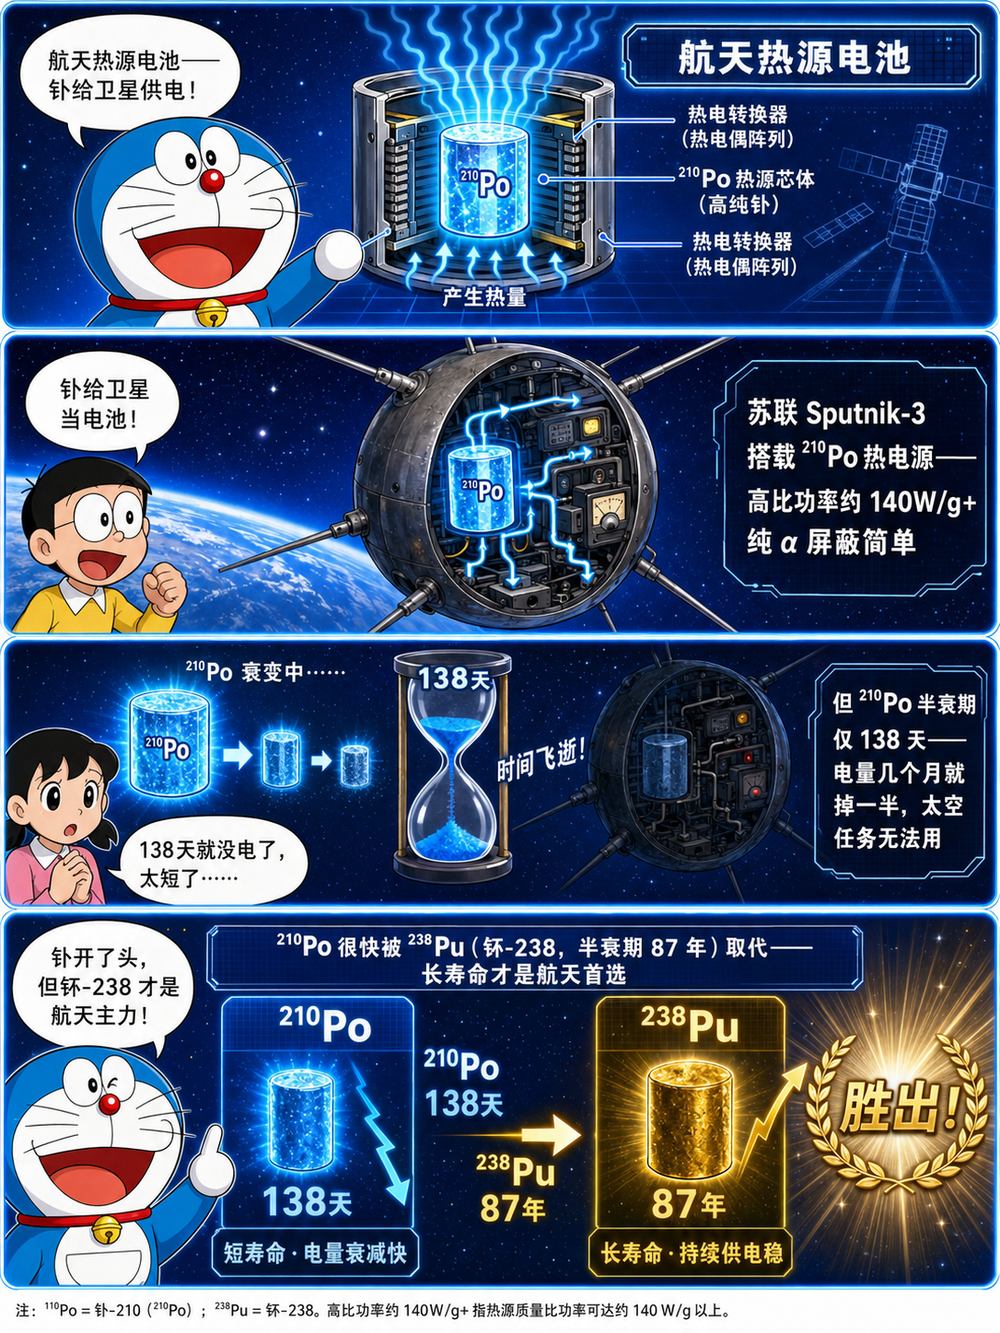 航天热源电池——
钋给卫星供电！
航天热源电池
热电转换器
（热电偶阵列）
²¹⁰Po 热源芯体
（高纯钋）
热电转换器
（热电偶阵列）
²¹⁰Po
产生热量
钋给卫星
当电池！
²¹⁰Po
苏联 Sputnik-3
搭载 ²¹⁰Po 热电源——
高比功率约 140W/g+
纯 α 屏蔽简单
²¹⁰Po 衰变中……
²¹⁰Po
138天
时间飞逝！
138天就没电了，
太短了……
但 ²¹⁰Po 半衰期
仅 138 天——
电量几个月就
掉一半，太空
任务无法用
钋开了头，
但钚-238 才是
航天主力！
²¹⁰Po 很快被 ²³⁸Pu（钚-238，半衰期 87 年）取代——
长寿命才是航天首选
²¹⁰Po
138天
短寿命·电量衰减快
²¹⁰Po
138天
²³⁸Pu
87年
²³⁸Pu
87年
长寿命·持续供电稳
胜出！
注：¹¹⁰Po = 钋-210（²¹⁰Po）；²³⁸Pu = 钚-238。高比功率约 140W/g+ 指热源质量比功率可达约 140 W/g 以上。